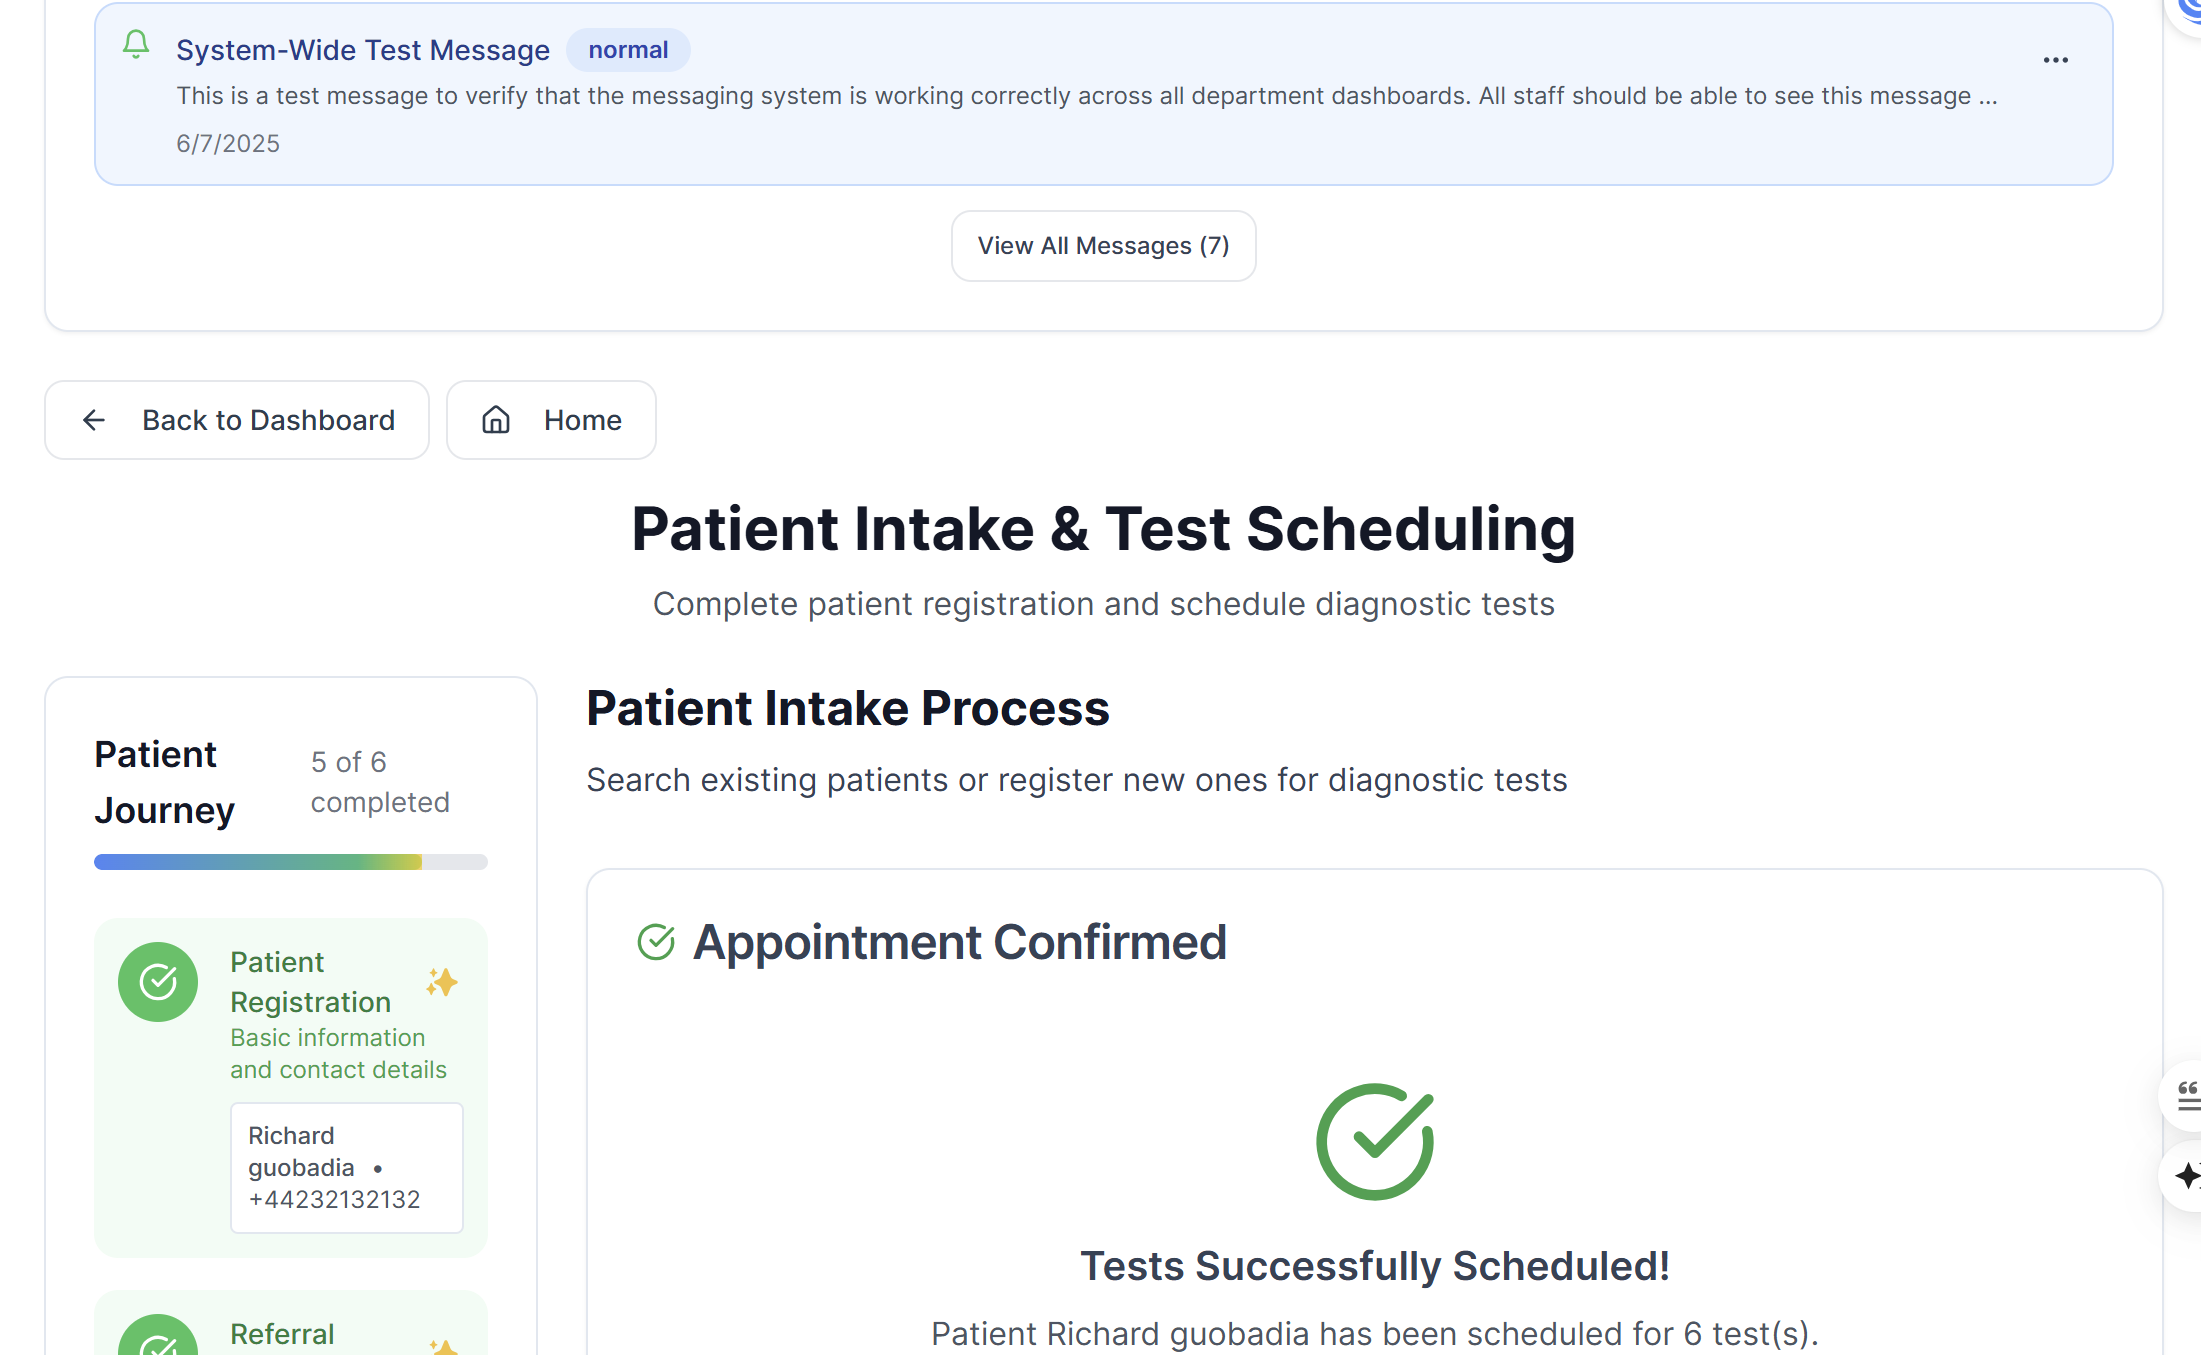 System-Wide Test Message normal
This is a test message to verify that the messaging system is working correctly across all department dashboards. All staff should be able to see this message ...
6/7/2025
View All Messages (7)
Back to Dashboard Home
Patient Intake & Test Scheduling
Complete patient registration and schedule diagnostic tests
Patient
Journey
5 of 6
completed
Patient
Registration
Basic information
and contact details
Richard
guobadia •
+44232132132
Referral
Patient Intake Process
Search existing patients or register new ones for diagnostic tests
Appointment Confirmed
Tests Successfully Scheduled!
Patient Richard guobadia has been scheduled for 6 test(s).